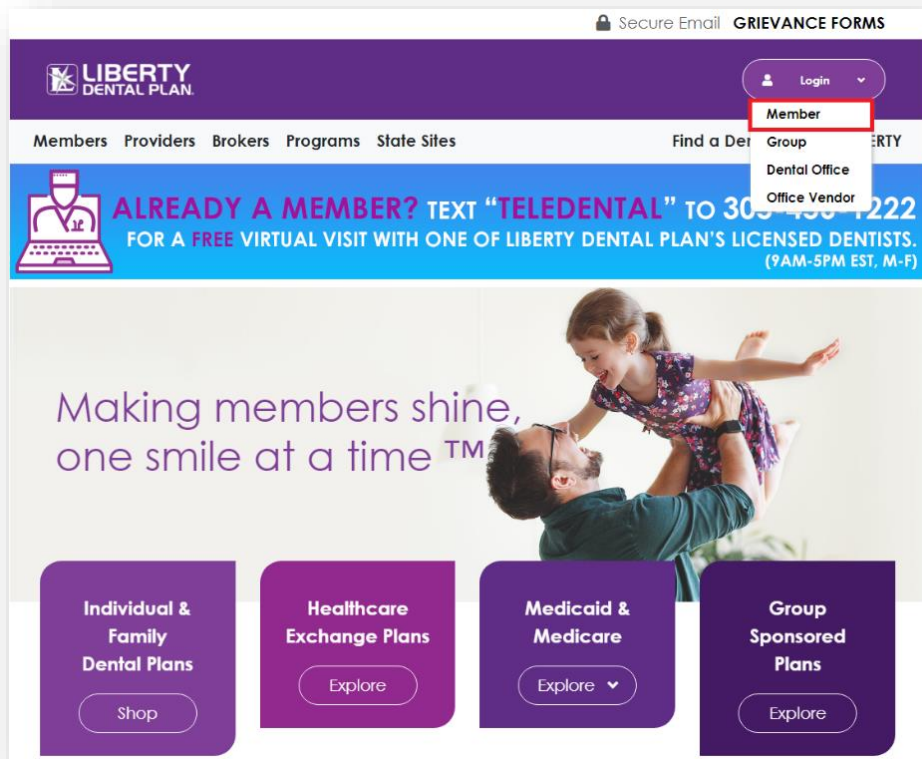 Secure Email GRIEVANCE FORMS
LIBERTY
DENTAL PLAN.
Login
Member
Group
Dental Office
Office Vendor
Members Providers Brokers Programs State Sites
Find a ERTY
ALREADY A MEMBER? TEXT "TELEDENTAL" TO 1222
FOR A FREE VIRTUAL VISIT WITH ONE OF LIBERTY DENTAL PLAN'S LICENSED DENTISTS.
(9AM-5PM EST, M-F)
Making members shine,
one smile at a time ™
Individual &
Family
Dental Plans
Shop
Healthcare
Exchange Plans
Explore
Medicaid &
Medicare
Explore
Group
Sponsored
Plans
Explore